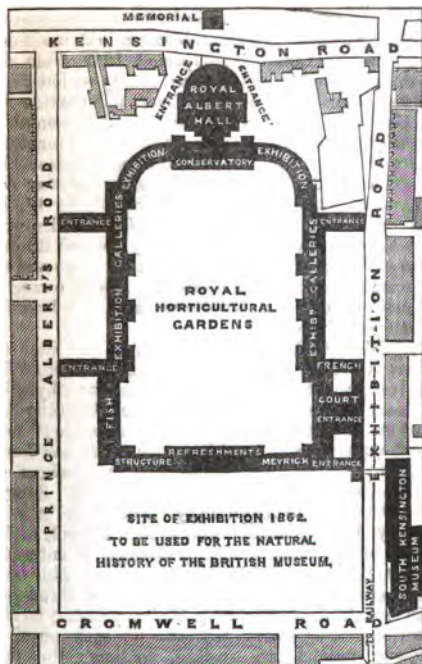 MEMORIAL
KENSINGTON ROAD
ENTRANCE
ENTRANCE
ROYAL
ALBERT
HALL
CONSERVATORY
EXHIBITION
EXHIBITION
GALLERIES
GALLERIES
ENTRANCE
ENTRANCE
PRINCE ALBERT'S ROAD
EXHIBITION ROAD
ROYAL
HORTICULTURAL
GARDENS
EXHIBITION
EXHIBN
ENTRANCE
FRENCH
COURT
ENTRANCE
FISH
REFRESHMENTS
STRUCTURE
MEYRICK
ENTRANCE
SITE OF EXHIBITION 1862.
TO BE USED FOR THE NATURAL
HISTORY OF THE BRITISH MUSEUM,
SOUTH KENSINGTON
MUSEUM
RAILWAY
CROMWELL ROAD